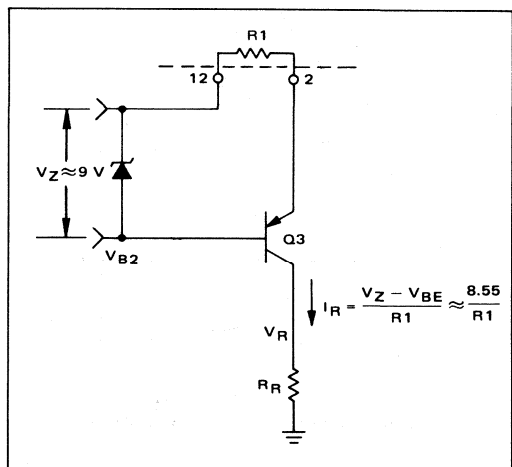 R1
12
2
VZ≈9 V
VB2
Q3
IR = VZ − VBE / R1 ≈ 8.55 / R1
VR
RR